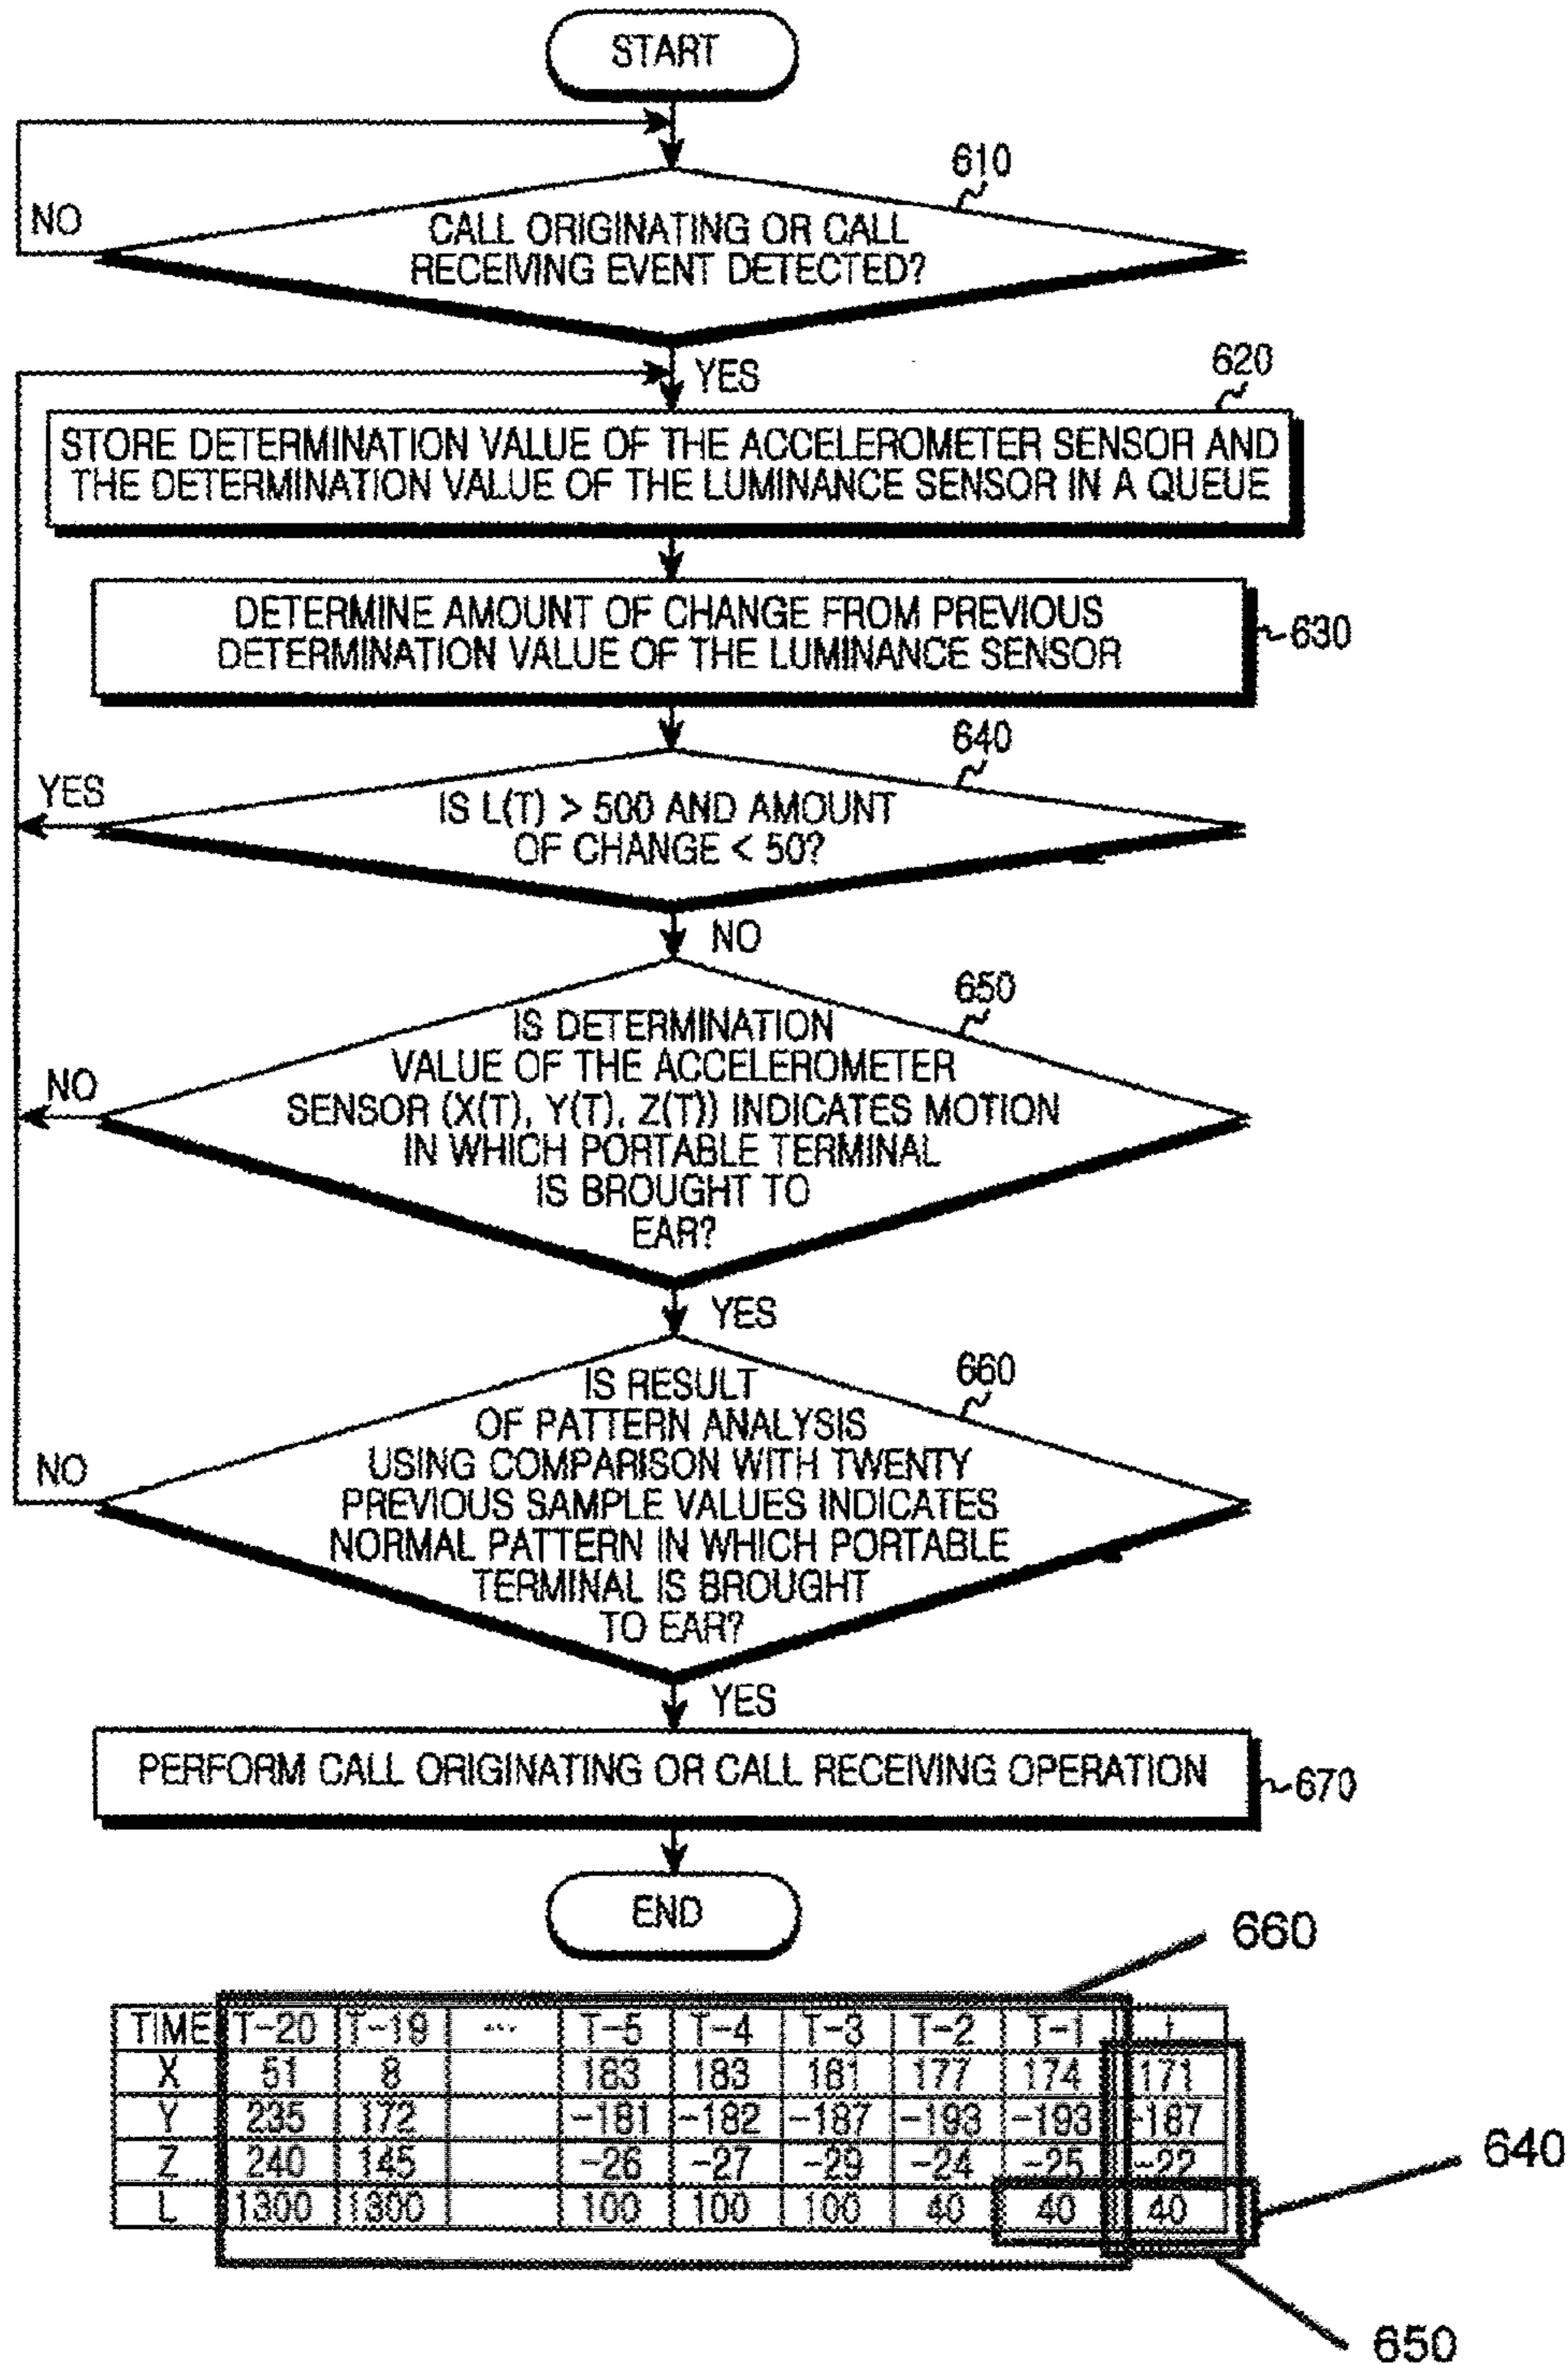 START
610
NO
CALL ORIGINATING OR CALL
RECEIVING EVENT DETECTED?
YES
620
STORE DETERMINATION VALUE OF THE ACCELEROMETER SENSOR AND
THE DETERMINATION VALUE OF THE LUMINANCE SENSOR IN A QUEUE
DETERMINE AMOUNT OF CHANGE FROM PREVIOUS
DETERMINATION VALUE OF THE LUMINANCE SENSOR
630
640
YES
IS L(T) > 500 AND AMOUNT
OF CHANGE < 50?
NO
650
IS DETERMINATION
VALUE OF THE ACCELEROMETER
NO
SENSOR (X(T), Y(T), Z(T)) INDICATES MOTION
IN WHICH PORTABLE TERMINAL
IS BROUGHT TO
EAR?
YES
660
IS RESULT
OF PATTERN ANALYSIS
NO
USING COMPARISON WITH TWENTY
PREVIOUS SAMPLE VALUES INDICATES
NORMAL PATTERN IN WHICH PORTABLE
TERMINAL IS BROUGHT
TO EAR?
YES
PERFORM CALL ORIGINATING OR CALL RECEIVING OPERATION
670
END
660
TIME T-20 T-19 ... T-5 T-4 T-3 T-2 T-1 t
X 51 8 183 183 181 177 174 171
Y 235 172 -181 -182 -187 -193 -193 -187
Z 240 145 -26 -27 -29 -24 -25 -22
L 1300 1300 100 100 100 40 40 40
640
650